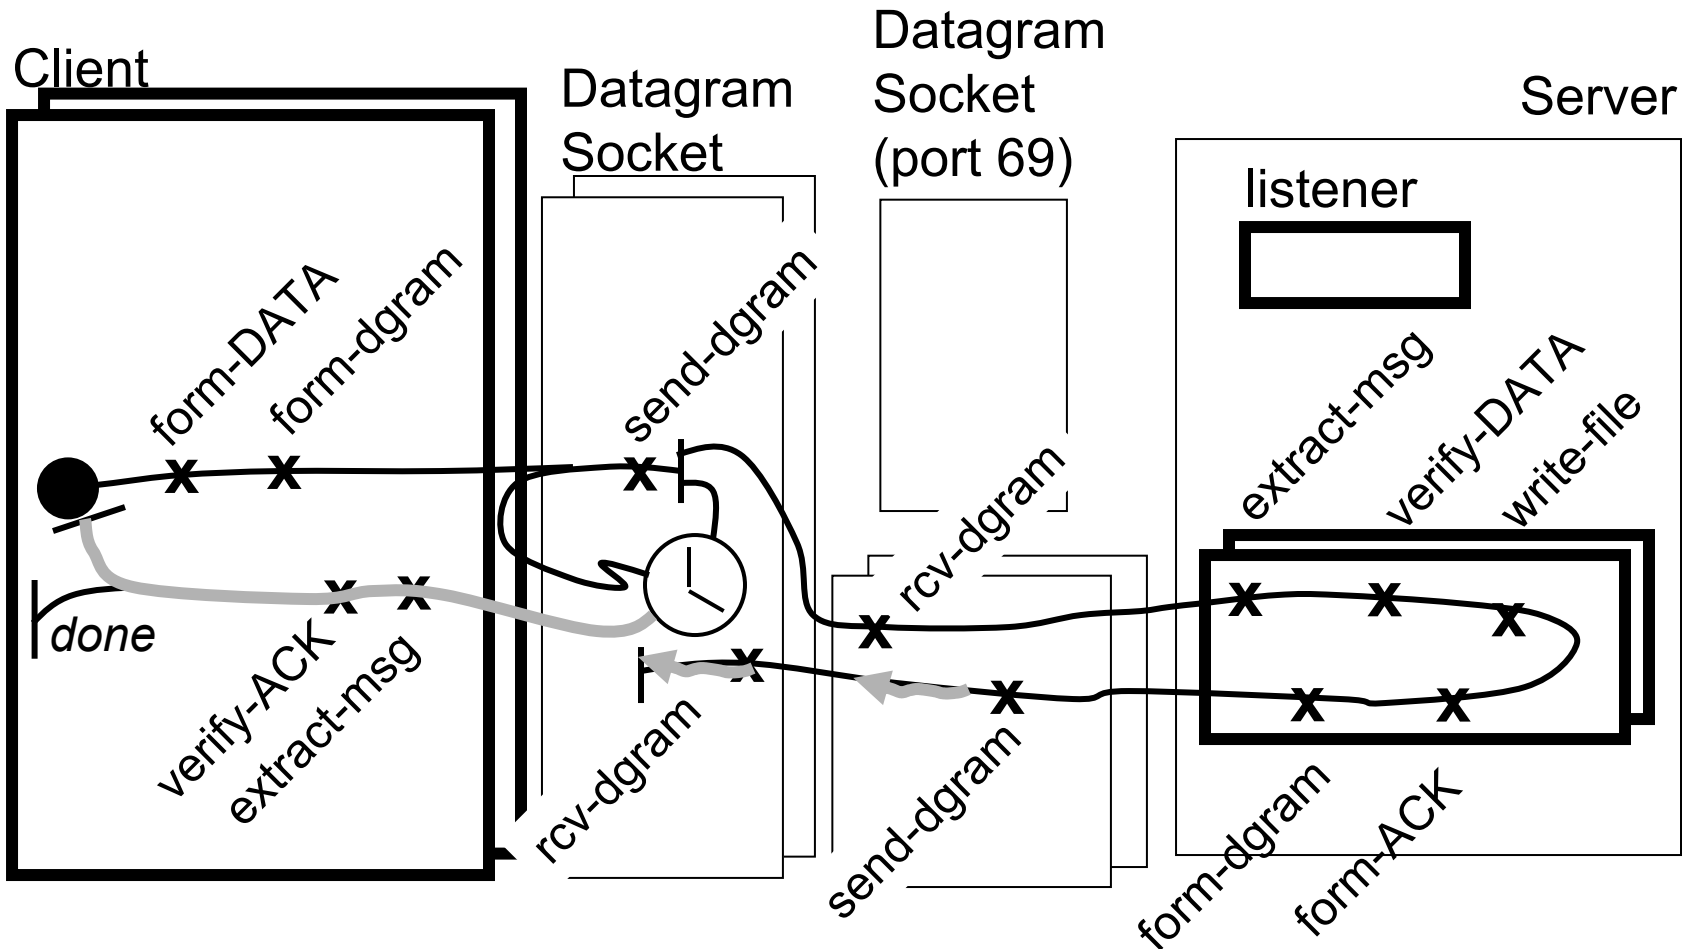 Client
Datagram
Socket
Datagram
Socket
(port 69)
Server
listener
form-DATA
form-dgram
send-dgram
rcv-dgram
extract-msg
verify-DATA
write-file
done
verify-ACK
extract-msg
rcv-dgram
send-dgram
form-dgram
form-ACK